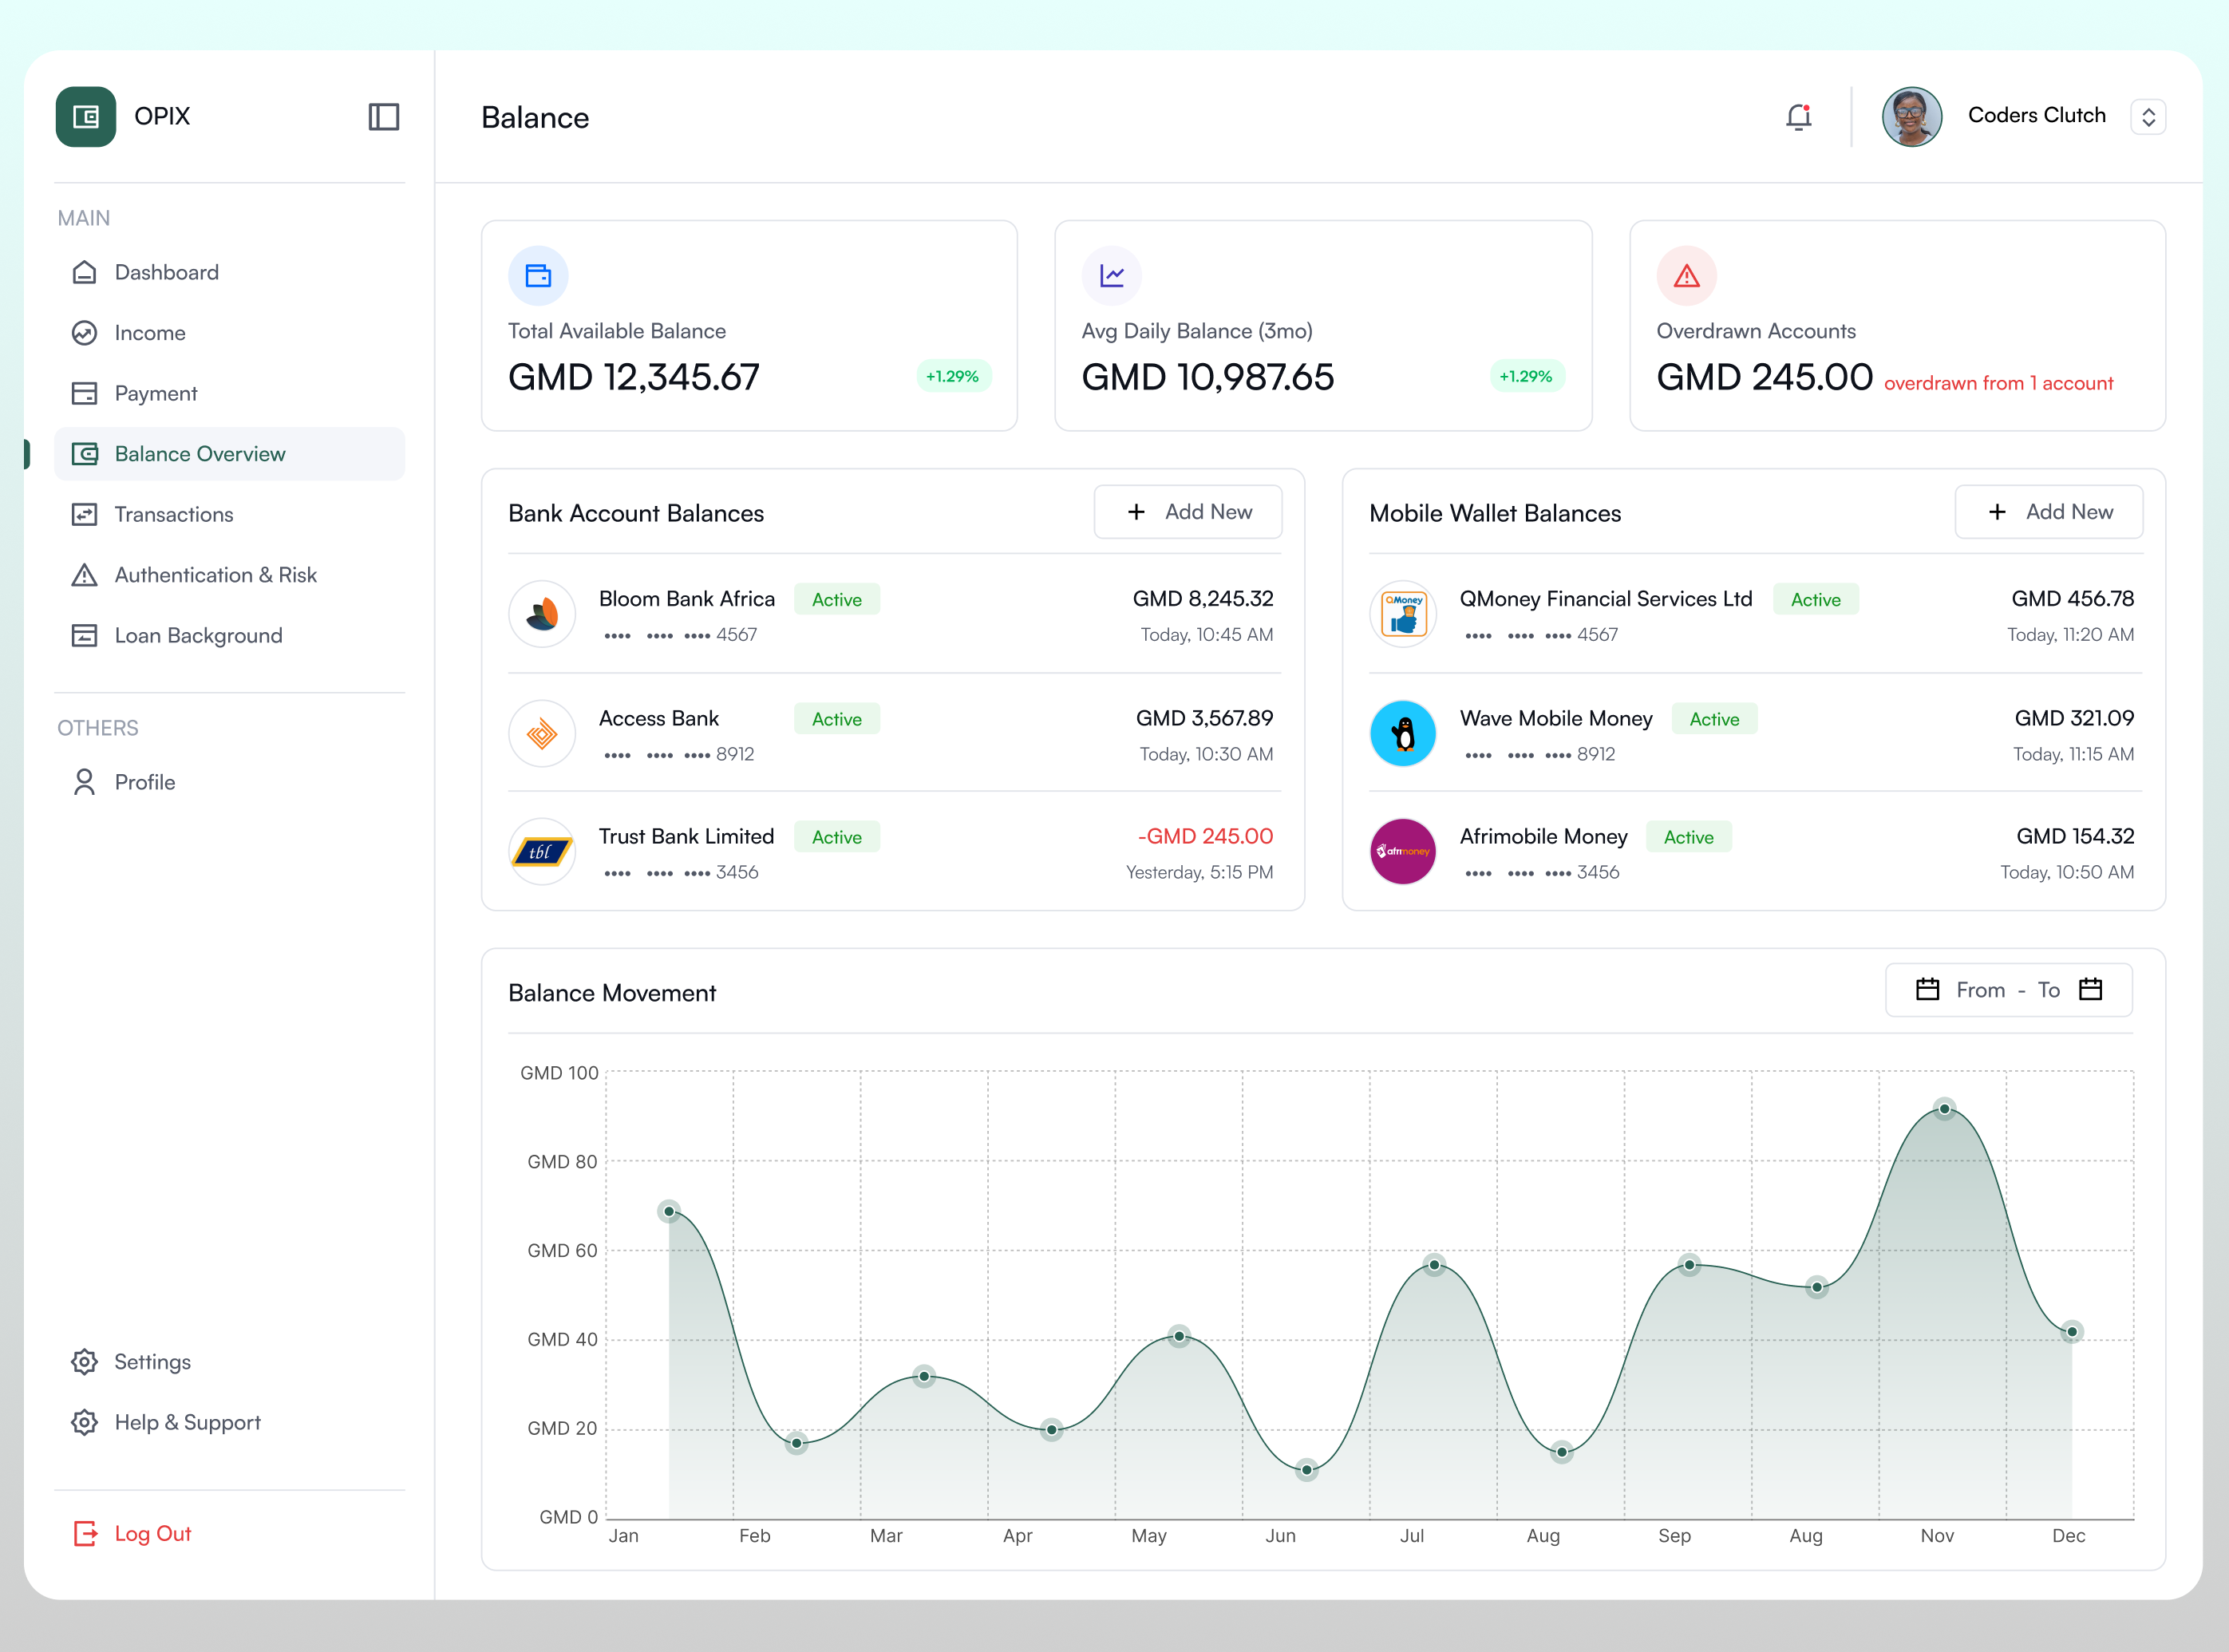 OPIX
Balance
Coders Clutch
MAIN
Dashboard
Income
Payment
Balance Overview
Transactions
Authentication & Risk
Loan Background
OTHERS
Profile
Settings
Help & Support
Log Out
Total Available Balance
GMD 12,345.67
+1.29%
Avg Daily Balance (3mo)
GMD 10,987.65
+1.29%
Overdrawn Accounts
GMD 245.00 overdrawn from 1 account
Bank Account Balances
+ Add New
Bloom Bank Africa Active GMD 8,245.32
•••• •••• •••• 4567 Today, 10:45 AM
Access Bank Active GMD 3,567.89
•••• •••• •••• 8912 Today, 10:30 AM
tbl
Trust Bank Limited Active -GMD 245.00
•••• •••• •••• 3456 Yesterday, 5:15 PM
Mobile Wallet Balances
+ Add New
QMoney
QMoney Financial Services Ltd Active GMD 456.78
•••• •••• •••• 4567 Today, 11:20 AM
Wave Mobile Money Active GMD 321.09
•••• •••• •••• 8912 Today, 11:15 AM
afrimoney
Afrimobile Money Active GMD 154.32
•••• •••• •••• 3456 Today, 10:50 AM
Balance Movement
From - To
GMD 100
GMD 80
GMD 60
GMD 40
GMD 20
GMD 0
Jan Feb Mar Apr May Jun Jul Aug Sep Aug Nov Dec